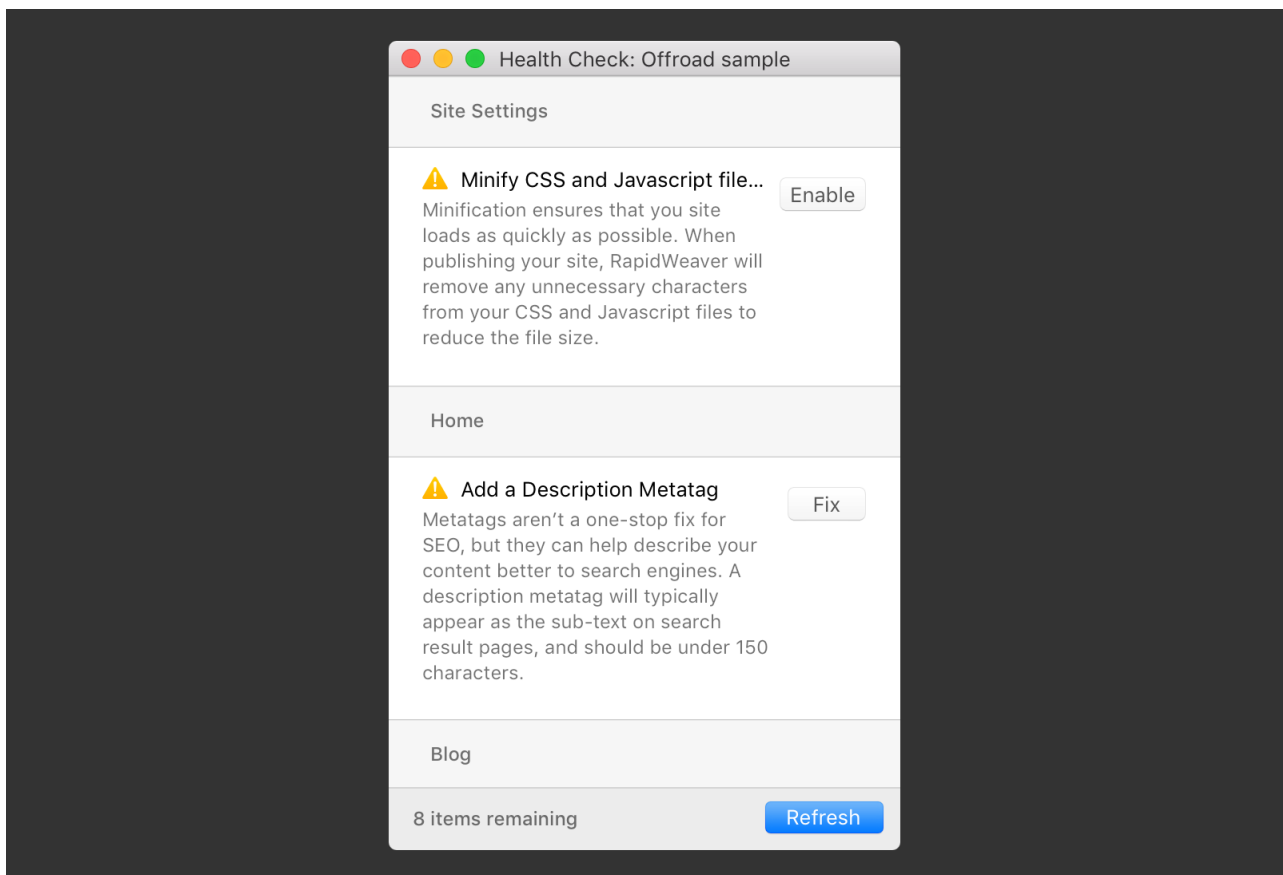 Health Check: Offroad sample
Site Settings
Minify CSS and Javascript file...
Enable
Minification ensures that you site
loads as quickly as possible. When
publishing your site, RapidWeaver will
remove any unnecessary characters
from your CSS and Javascript files to
reduce the file size.
Home
Add a Description Metatag
Fix
Metatags aren’t a one-stop fix for
SEO, but they can help describe your
content better to search engines. A
description metatag will typically
appear as the sub-text on search
result pages, and should be under 150
characters.
Blog
8 items remaining
Refresh